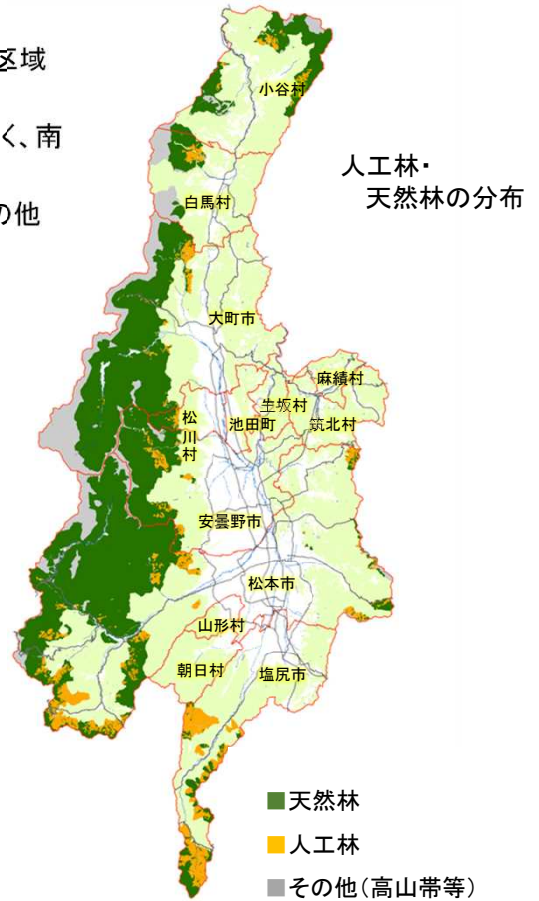 区域
く、南
の他
人工林・
天然林の分布
小谷村
白馬村
大町市
麻績村
生坂村
松川村
池田町
筑北村
安曇野市
松本市
山形村
朝日村
塩尻市
■天然林
■人工林
■その他(高山帯等)